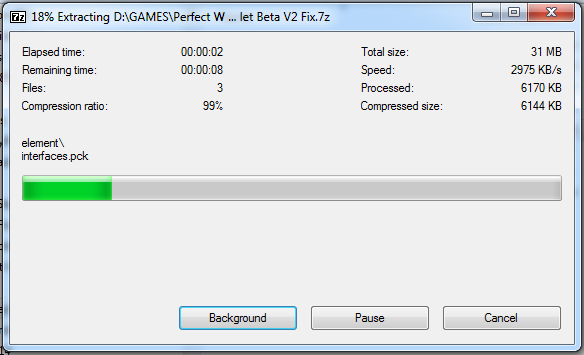 7z 18% Extracting D:\GAMES\Perfect W ... let Beta V2 Fix.7z
Elapsed time: 00:00:02 Total size: 31 MB
Remaining time: 00:00:08 Speed: 2975 KB/s
Files: 3 Processed: 6170 KB
Compression ratio: 99% Compressed size: 6144 KB
element\
interfaces.pck
Background Pause Cancel